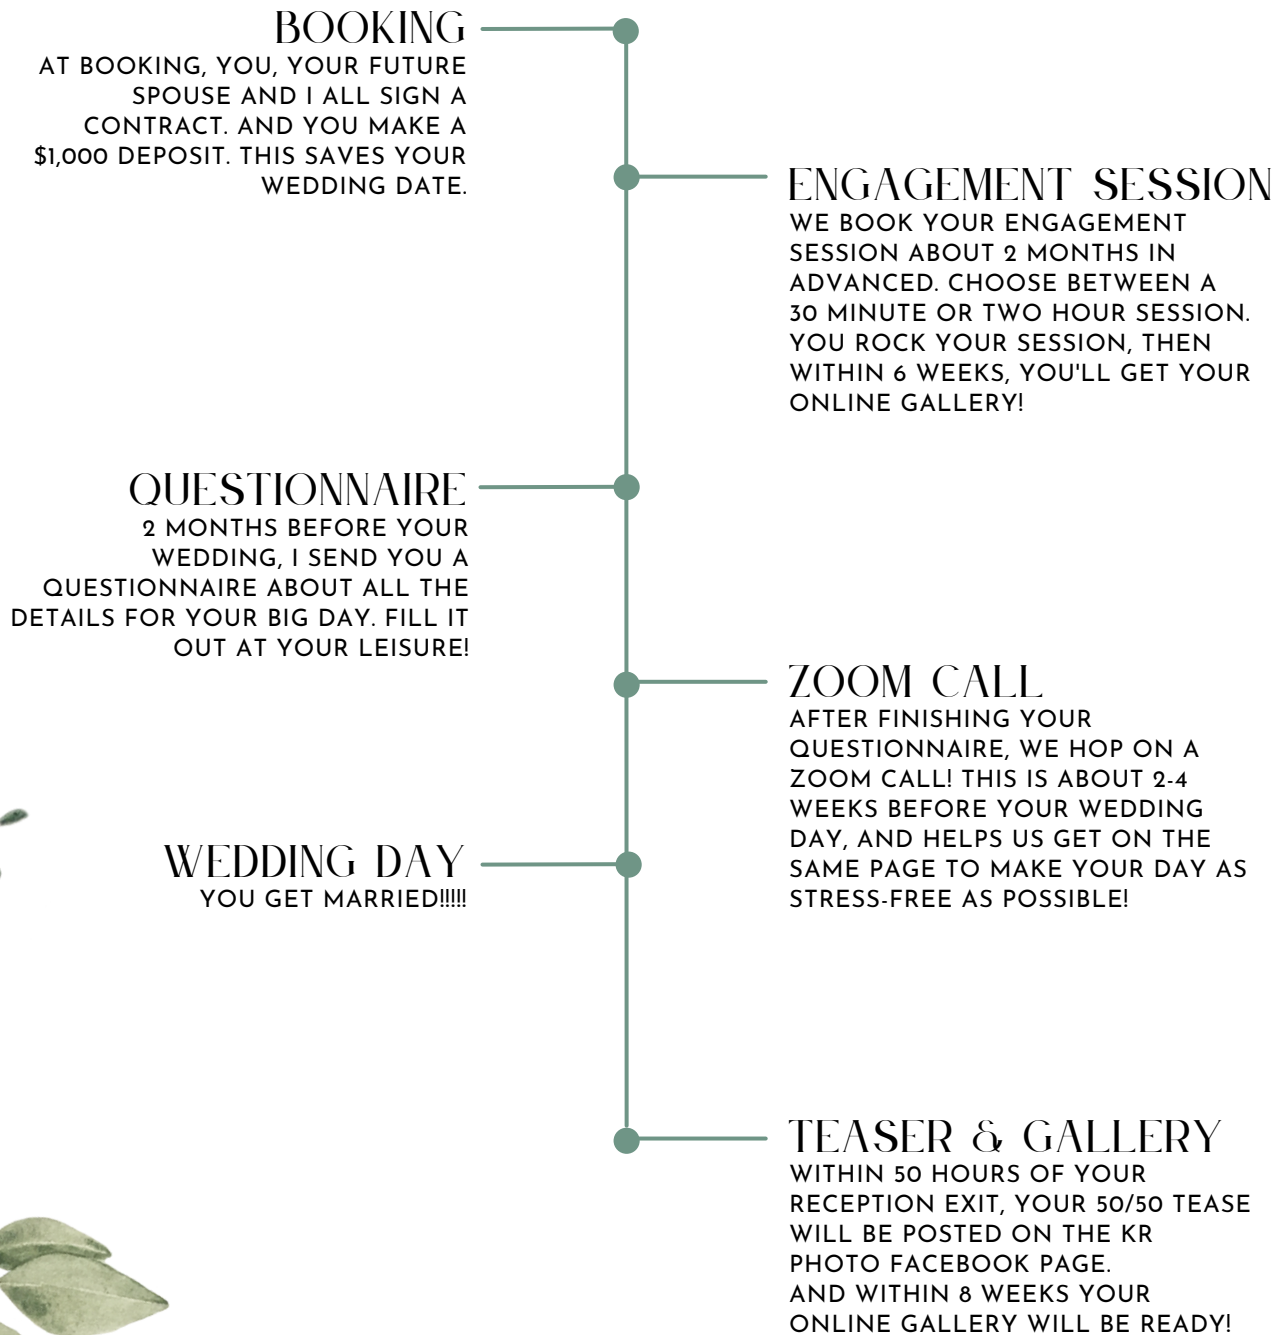 BOOKING
AT BOOKING, YOU, YOUR FUTURE
SPOUSE AND I ALL SIGN A
CONTRACT. AND YOU MAKE A
$1,000 DEPOSIT. THIS SAVES YOUR
WEDDING DATE.
ENGAGEMENT SESSION
WE BOOK YOUR ENGAGEMENT
SESSION ABOUT 2 MONTHS IN
ADVANCED. CHOOSE BETWEEN A
30 MINUTE OR TWO HOUR SESSION.
YOU ROCK YOUR SESSION, THEN
WITHIN 6 WEEKS, YOU'LL GET YOUR
ONLINE GALLERY!
QUESTIONNAIRE
2 MONTHS BEFORE YOUR
WEDDING, I SEND YOU A
QUESTIONNAIRE ABOUT ALL THE
DETAILS FOR YOUR BIG DAY. FILL IT
OUT AT YOUR LEISURE!
ZOOM CALL
AFTER FINISHING YOUR
QUESTIONNAIRE, WE HOP ON A
ZOOM CALL! THIS IS ABOUT 2-4
WEEKS BEFORE YOUR WEDDING
DAY, AND HELPS US GET ON THE
SAME PAGE TO MAKE YOUR DAY AS
STRESS-FREE AS POSSIBLE!
WEDDING DAY
YOU GET MARRIED!!!!!
TEASER & GALLERY
WITHIN 50 HOURS OF YOUR
RECEPTION EXIT, YOUR 50/50 TEASE
WILL BE POSTED ON THE KR
PHOTO FACEBOOK PAGE.
AND WITHIN 8 WEEKS YOUR
ONLINE GALLERY WILL BE READY!